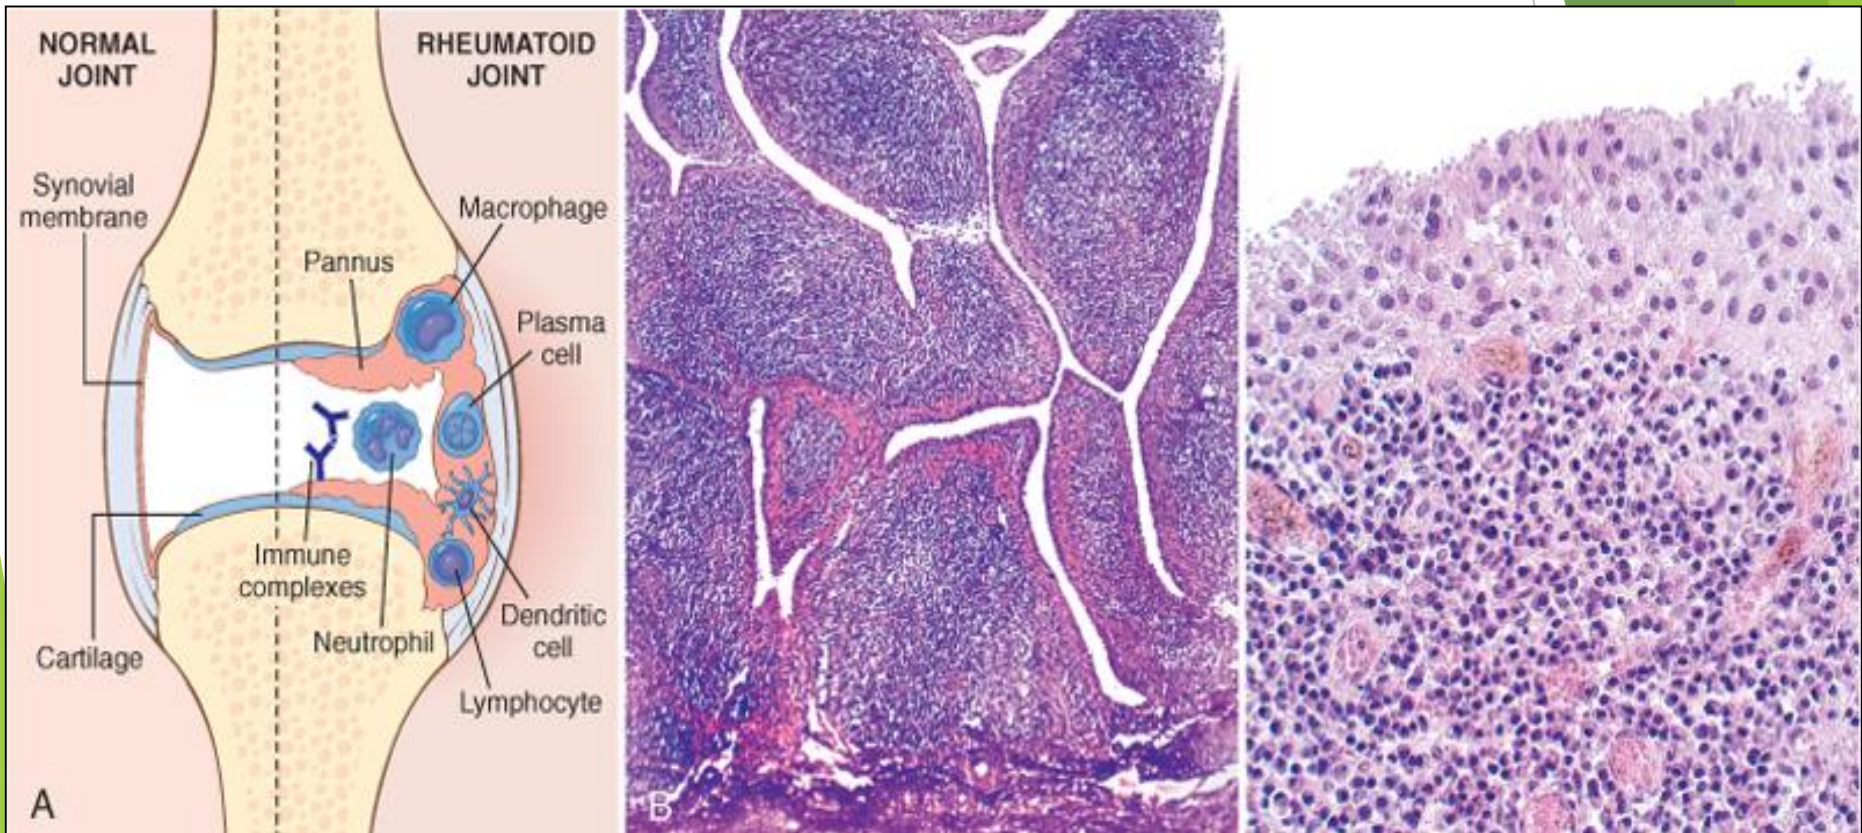 NORMAL
JOINT
RHEUMATOID
JOINT
Synovial
membrane
Macrophage
Pannus
Plasma
cell
Immune
complexes
Neutrophil
Dendritic
cell
Cartilage
Lymphocyte
A
B